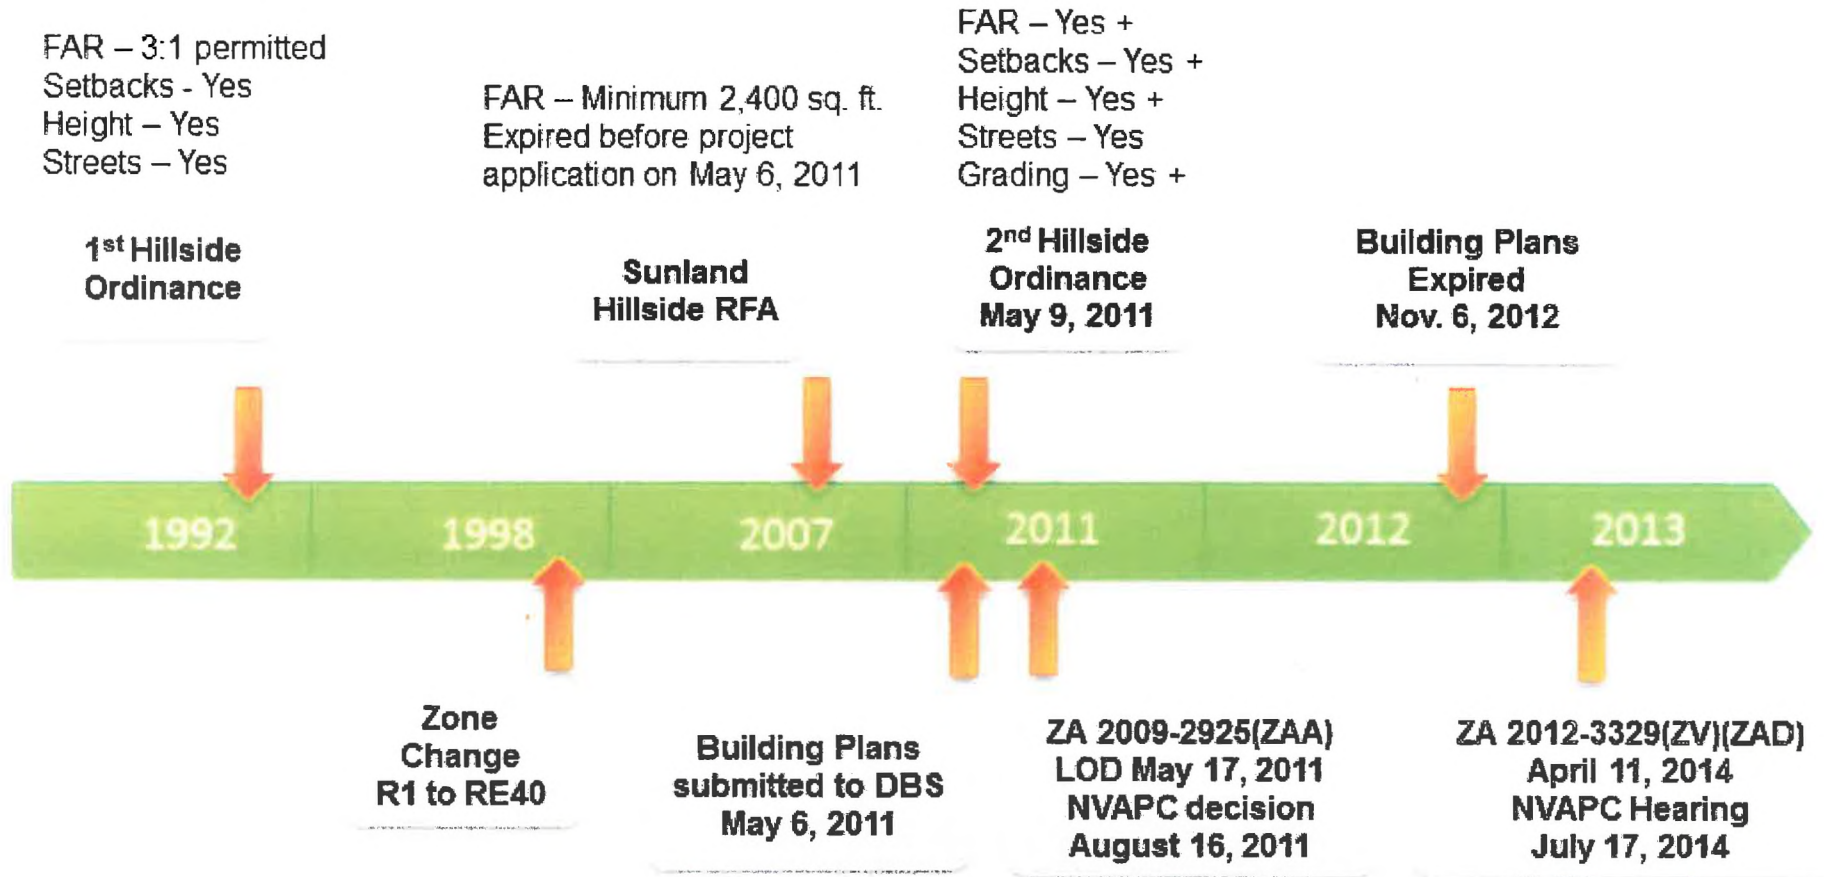 FAR – 3:1 permitted
Setbacks - Yes
Height – Yes
Streets – Yes
FAR – Minimum 2,400 sq. ft.
Expired before project
application on May 6, 2011
FAR – Yes +
Setbacks – Yes +
Height – Yes +
Streets – Yes
Grading – Yes +
1st Hillside
Ordinance
Sunland
Hillside RFA
2nd Hillside
Ordinance
May 9, 2011
Building Plans
Expired
Nov. 6, 2012
1992
1998
2007
2011
2012
2013
Zone
Change
R1 to RE40
Building Plans
submitted to DBS
May 6, 2011
ZA 2009-2925(ZAA)
LOD May 17, 2011
NVAPC decision
August 16, 2011
ZA 2012-3329(ZV)(ZAD)
April 11, 2014
NVAPC Hearing
July 17, 2014